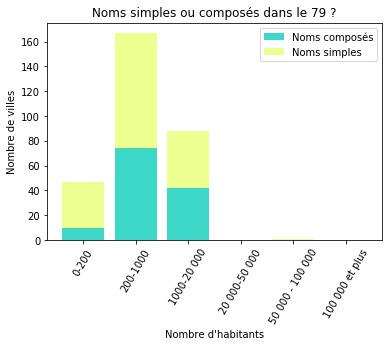 Noms simples ou composés dans le 79 ?
Noms composés
Noms simples
Nombre de villes
160
140
120
100
80
60
40
20
0
0-200
200-1000
1000-20 000
20 000-50 000
50 000 - 100 000
100 000 et plus
Nombre d'habitants